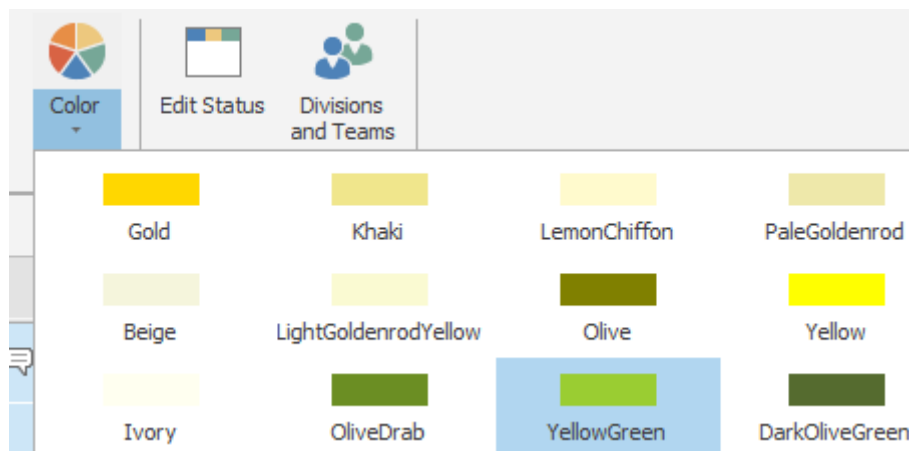 Color
Edit Status
Divisions
and Teams
Gold
Khaki
LemonChiffon
PaleGoldenrod
Beige
LightGoldenrodYellow
Olive
Yellow
Ivory
OliveDrab
YellowGreen
DarkOliveGreen